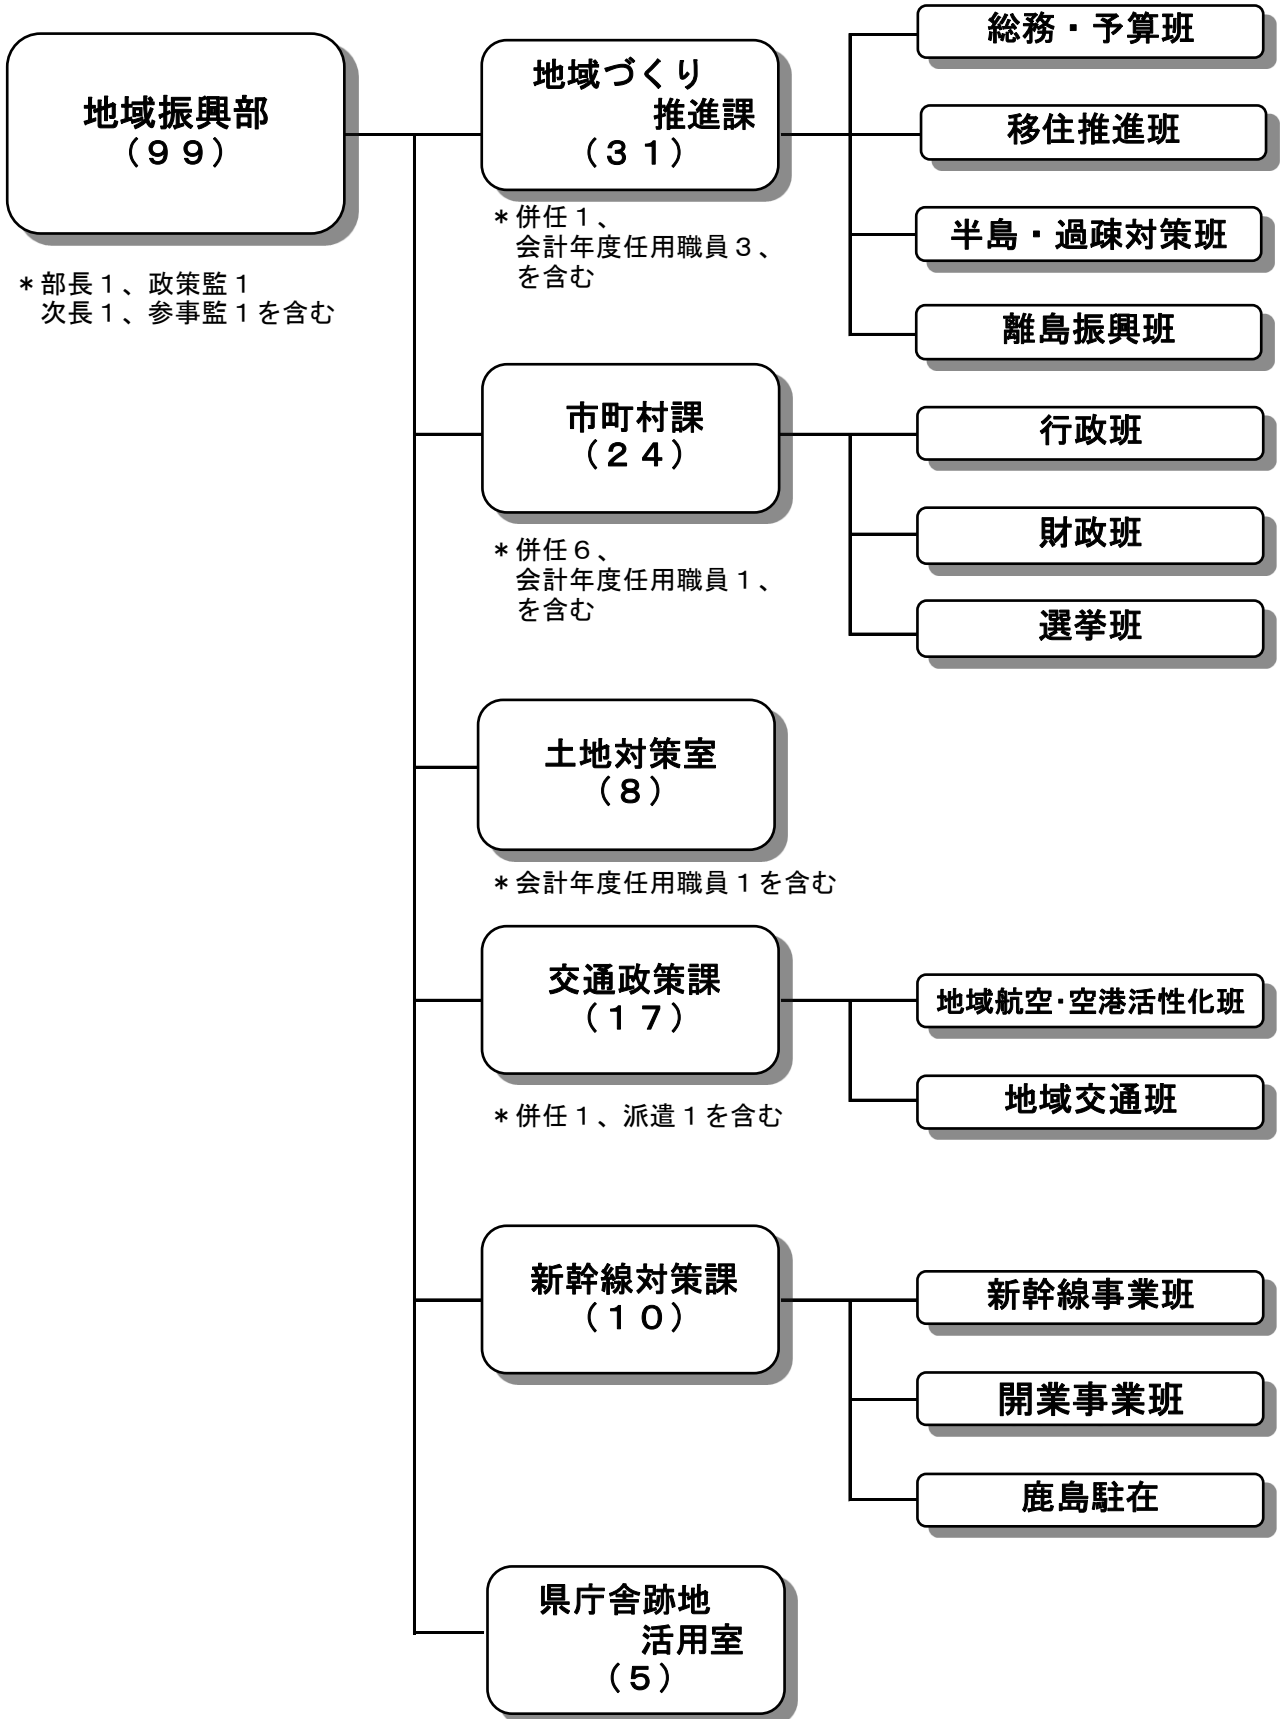 地域振興部
（９９）
＊部長１、政策監１
次長１、参事監１を含む
地域づくり
推進課
（３１）
＊併任１、
会計年度任用職員３、
を含む
総務・予算班
移住推進班
半島・過疎対策班
離島振興班
市町村課
（２４）
＊併任６、
会計年度任用職員１、
を含む
行政班
財政班
選挙班
土地対策室
（８）
＊会計年度任用職員１を含む
交通政策課
（１７）
＊併任１、派遣１を含む
地域航空･空港活性化班
地域交通班
新幹線対策課
（１０）
新幹線事業班
開業事業班
鹿島駐在
県庁舎跡地
活用室
（５）